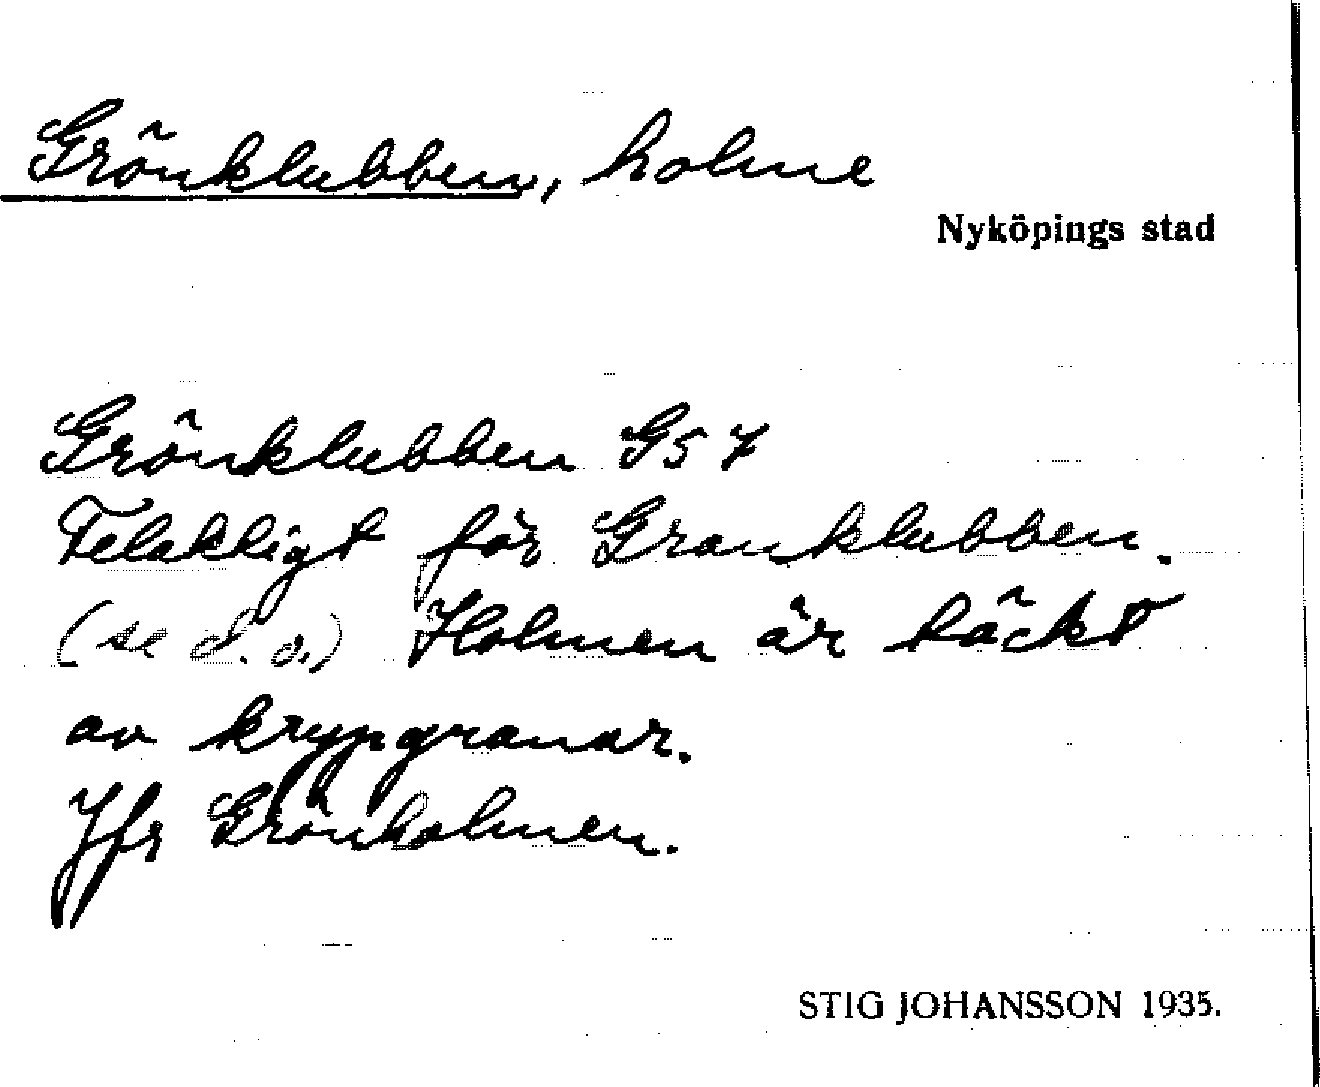 Grönklubben, holme
Nyköpings stad
Grönklubben G57
Felaktigt för Granklubben.
(se d. o.) Holmen är täckt
av krypgranar.
Jfr Grönholmen.
STIG JOHANSSON 1935.